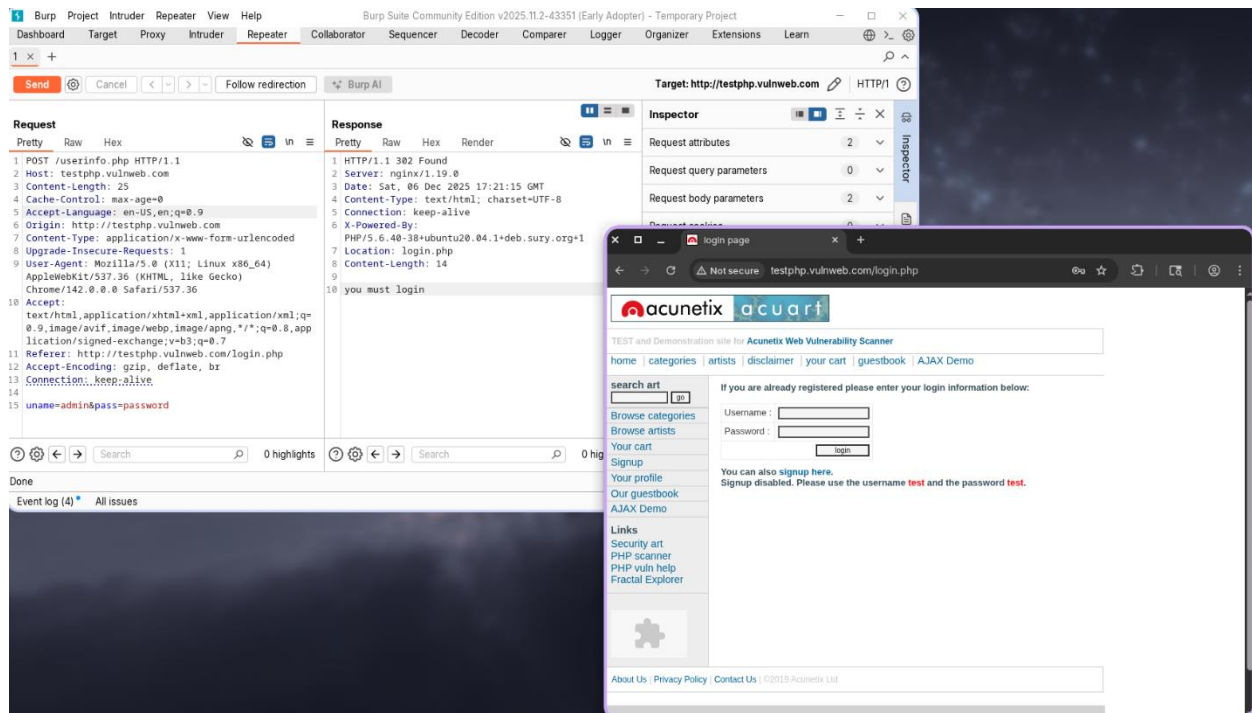 Burp Project Intruder Repeater View Help Burp Suite Community Edition v2025.11.2-43351 (Early Adopter) - Temporary Project
Dashboard Target Proxy Intruder Repeater Collaborator Sequencer Decoder Comparer Logger Organizer Extensions Learn
1 × +
Send Cancel < > Follow redirection Burp AI Target: http://testphp.vulnweb.com HTTP/1
Request
Pretty Raw Hex \n
1 POST /userinfo.php HTTP/1.1
2 Host: testphp.vulnweb.com
3 Content-Length: 25
4 Cache-Control: max-age=0
5 Accept-Language: en-US,en;q=0.9
6 Origin: http://testphp.vulnweb.com
7 Content-Type: application/x-www-form-urlencoded
8 Upgrade-Insecure-Requests: 1
9 User-Agent: Mozilla/5.0 (X11; Linux x86_64)
AppleWebKit/537.36 (KHTML, like Gecko)
Chrome/142.0.0.0 Safari/537.36
10 Accept:
text/html,application/xhtml+xml,application/xml;q=
0.9,image/avif,image/webp,image/apng,*/*;q=0.8,app
lication/signed-exchange;v=b3;q=0.7
11 Referer: http://testphp.vulnweb.com/login.php
12 Accept-Encoding: gzip, deflate, br
13 Connection: keep-alive
14
15 uname=admin&pass=password
Search 0 highlights
Response
Pretty Raw Hex Render \n
1 HTTP/1.1 302 Found
2 Server: nginx/1.19.0
3 Date: Sat, 06 Dec 2025 17:21:15 GMT
4 Content-Type: text/html; charset=UTF-8
5 Connection: keep-alive
6 X-Powered-By:
PHP/5.6.40-38+ubuntu20.04.1+deb.sury.org+1
7 Location: login.php
8 Content-Length: 14
9
10 you must login
Search 0 hig
Inspector
Request attributes 2
Request query parameters 0
Request body parameters 2
Inspector
Done
Event log (4) All issues
login page × +
Not secure testphp.vulnweb.com/login.php
acunetix acuart
TEST and Demonstration site for Acunetix Web Vulnerability Scanner
home | categories | artists | disclaimer | your cart | guestbook | AJAX Demo
search art
go
Browse categories
Browse artists
Your cart
Signup
Your profile
Our guestbook
AJAX Demo
Links
Security art
PHP scanner
PHP vuln help
Fractal Explorer
If you are already registered please enter your login information below:
Username :
Password :
login
You can also signup here.
Signup disabled. Please use the username test and the password test.
About Us | Privacy Policy | Contact Us | ©2019 Acunetix Ltd